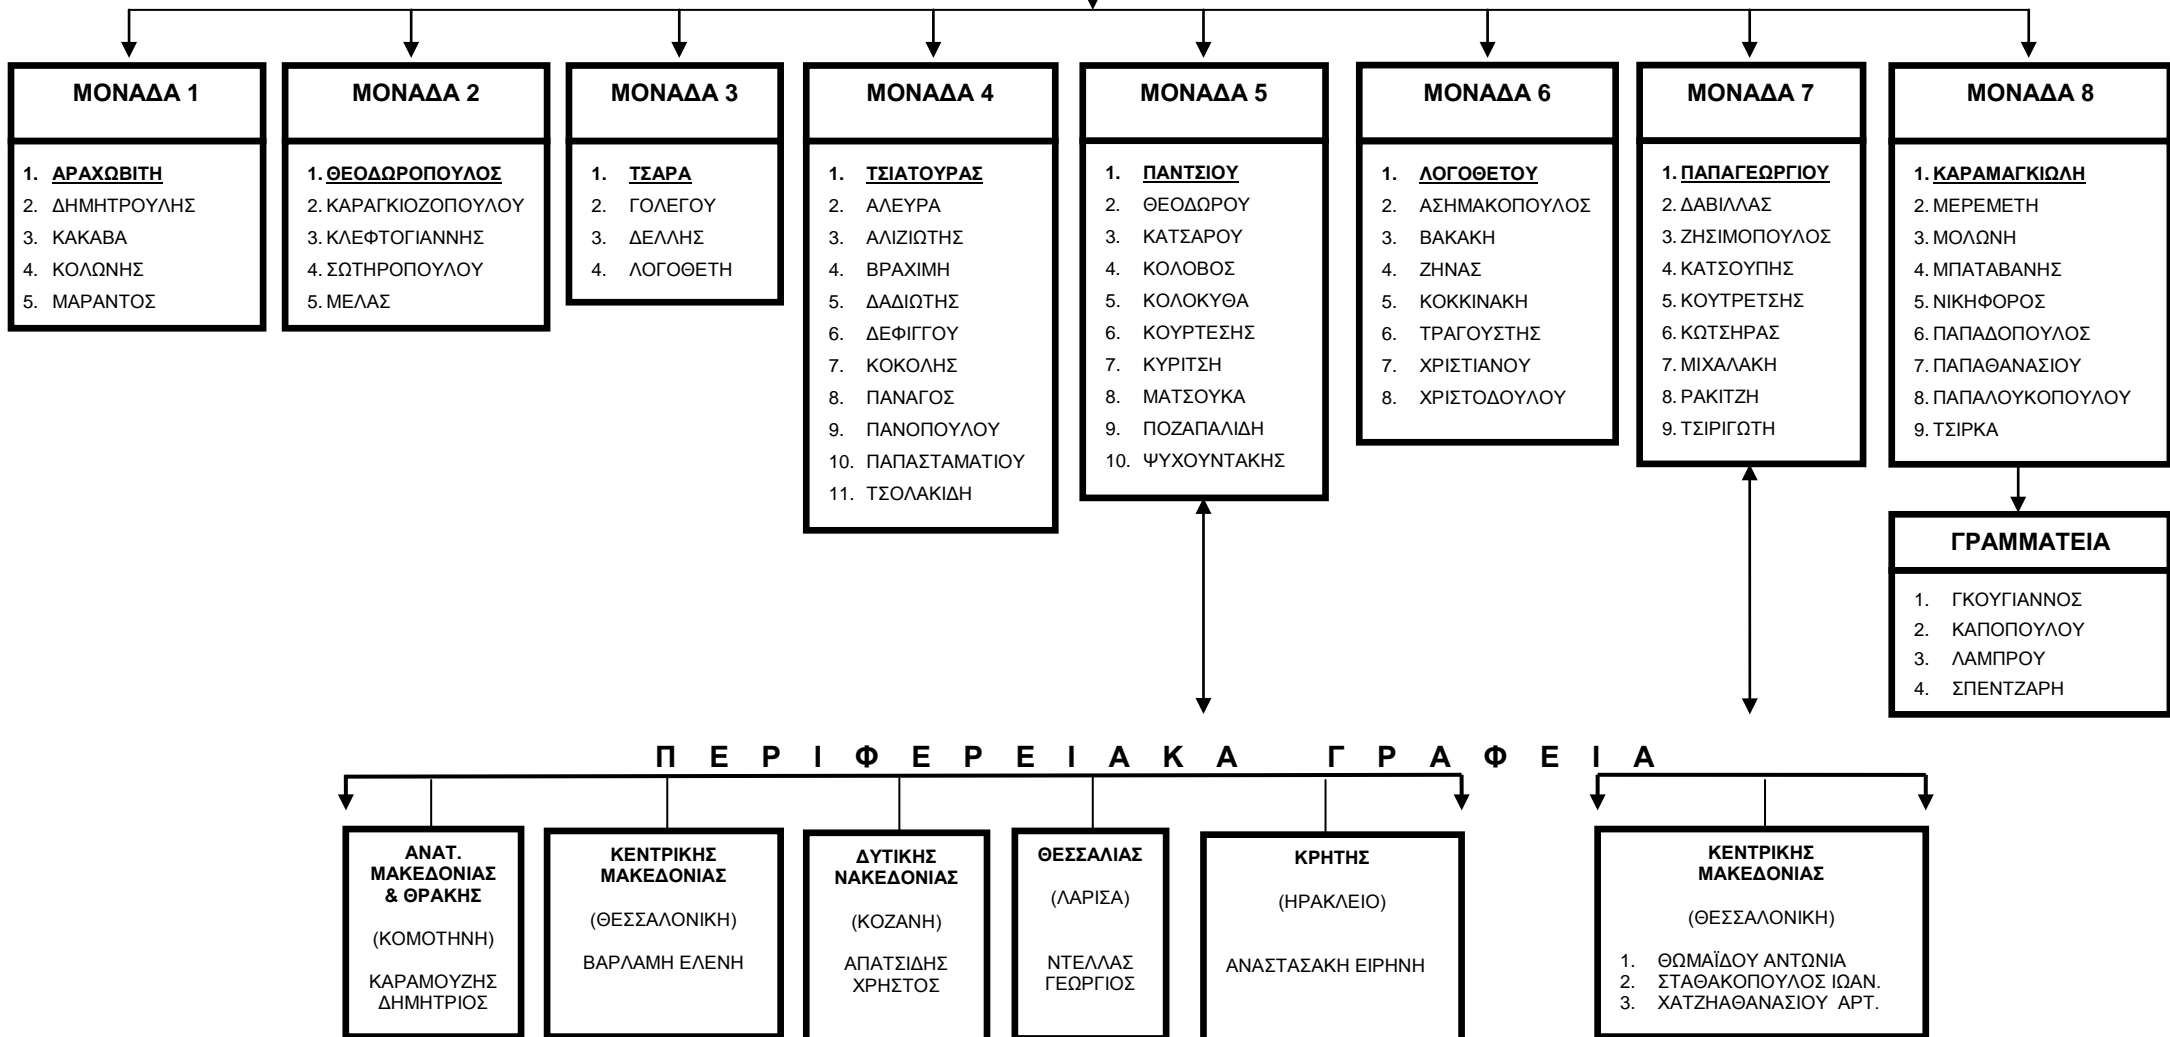 ΜΟΝΑΔΑ 1
1. ΑΡΑΧΩΒΙΤΗ
2. ΔΗΜΗΤΡΟΥΛΗΣ
3. ΚΑΚΑΒΑ
4. ΚΟΛΩΝΗΣ
5. ΜΑΡΑΝΤΟΣ
ΜΟΝΑΔΑ 2
1. ΘΕΟΔΩΡΟΠΟΥΛΟΣ
2. ΚΑΡΑΓΚΙΟΖΟΠΟΥΛΟΥ
3. ΚΛΕΦΤΟΓΙΑΝΝΗΣ
4. ΣΩΤΗΡΟΠΟΥΛΟΥ
5. ΜΕΛΑΣ
ΜΟΝΑΔΑ 3
1. ΤΣΑΡΑ
2. ΓΟΛΕΓΟΥ
3. ΔΕΛΛΗΣ
4. ΛΟΓΟΘΕΤΗ
ΜΟΝΑΔΑ 4
1. ΤΣΙΑΤΟΥΡΑΣ
2. ΑΛΕΥΡΑ
3. ΑΛΙΖΙΩΤΗΣ
4. ΒΡΑΧΙΜΗ
5. ΔΑΔΙΩΤΗΣ
6. ΔΕΦΙΓΓΟΥ
7. ΚΟΚΟΛΗΣ
8. ΠΑΝΑΓΟΣ
9. ΠΑΝΟΠΟΥΛΟΥ
10. ΠΑΠΑΣΤΑΜΑΤΙΟΥ
11. ΤΣΟΛΑΚΙΔΗ
ΜΟΝΑΔΑ 5
1. ΠΑΝΤΣΙΟΥ
2. ΘΕΟΔΩΡΟΥ
3. ΚΑΤΣΑΡΟΥ
4. ΚΟΛΟΒΟΣ
5. ΚΟΛΟΚΥΘΑ
6. ΚΟΥΡΤΕΣΗΣ
7. ΚΥΡΙΤΣΗ
8. ΜΑΤΣΟΥΚΑ
9. ΠΟΖΑΠΑΛΙΔΗ
10. ΨΥΧΟΥΝΤΑΚΗΣ
ΜΟΝΑΔΑ 6
1. ΛΟΓΟΘΕΤΟΥ
2. ΑΣΗΜΑΚΟΠΟΥΛΟΣ
3. ΒΑΚΑΚΗ
4. ΖΗΝΑΣ
5. ΚΟΚΚΙΝΑΚΗ
6. ΤΡΑΓΟΥΣΤΗΣ
7. ΧΡΙΣΤΙΑΝΟΥ
8. ΧΡΙΣΤΟΔΟΥΛΟΥ
ΜΟΝΑΔΑ 7
1. ΠΑΠΑΓΕΩΡΓΙΟΥ
2. ΔΑΒΙΛΛΑΣ
3. ΖΗΣΙΜΟΠΟΥΛΟΣ
4. ΚΑΤΣΟΥΠΗΣ
5. ΚΟΥΤΡΕΤΣΗΣ
6. ΚΩΤΣΗΡΑΣ
7. ΜΙΧΑΛΑΚΗ
8. ΡΑΚΙΤΖΗ
9. ΤΣΙΡΙΓΩΤΗ
ΜΟΝΑΔΑ 8
1. ΚΑΡΑΜΑΓΚΙΩΛΗ
2. ΜΕΡΕΜΕΤΗ
3. ΜΟΛΩΝΗ
4. ΜΠΑΤΑΒΑΝΗΣ
5. ΝΙΚΗΦΟΡΟΣ
6. ΠΑΠΑΔΟΠΟΥΛΟΣ
7. ΠΑΠΑΘΑΝΑΣΙΟΥ
8. ΠΑΠΑΛΟΥΚΟΠΟΥΛΟΥ
9. ΤΣΙΡΚΑ
ΓΡΑΜΜΑΤΕΙΑ
1. ΓΚΟΥΓΙΑΝΝΟΣ
2. ΚΑΠΟΠΟΥΛΟΥ
3. ΛΑΜΠΡΟΥ
4. ΣΠΕΝΤΖΑΡΗ
Π Ε Ρ Ι Φ Ε Ρ Ε Ι Α Κ Α Γ Ρ Α Φ Ε Ι Α
ΑΝΑΤ.
ΜΑΚΕΔΟΝΙΑΣ
& ΘΡΑΚΗΣ
(ΚΟΜΟΤΗΝΗ)
ΚΑΡΑΜΟΥΖΗΣ
ΔΗΜΗΤΡΙΟΣ
ΚΕΝΤΡΙΚΗΣ
ΜΑΚΕΔΟΝΙΑΣ
(ΘΕΣΣΑΛΟΝΙΚΗ)
ΒΑΡΛΑΜΗ ΕΛΕΝΗ
ΔΥΤΙΚΗΣ
ΝΑΚΕΔΟΝΙΑΣ
(ΚΟΖΑΝΗ)
ΑΠΑΤΣΙΔΗΣ
ΧΡΗΣΤΟΣ
ΘΕΣΣΑΛΙΑΣ
(ΛΑΡΙΣΑ)
ΝΤΕΛΛΑΣ
ΓΕΩΡΓΙΟΣ
ΚΡΗΤΗΣ
(ΗΡΑΚΛΕΙΟ)
ΑΝΑΣΤΑΣΑΚΗ ΕΙΡΗΝΗ
ΚΕΝΤΡΙΚΗΣ
ΜΑΚΕΔΟΝΙΑΣ
(ΘΕΣΣΑΛΟΝΙΚΗ)
1. ΘΩΜΑΪΔΟΥ ΑΝΤΩΝΙΑ
2. ΣΤΑΘΑΚΟΠΟΥΛΟΣ ΙΩΑΝ.
3. ΧΑΤΖΗΑΘΑΝΑΣΙΟΥ ΑΡΤ.